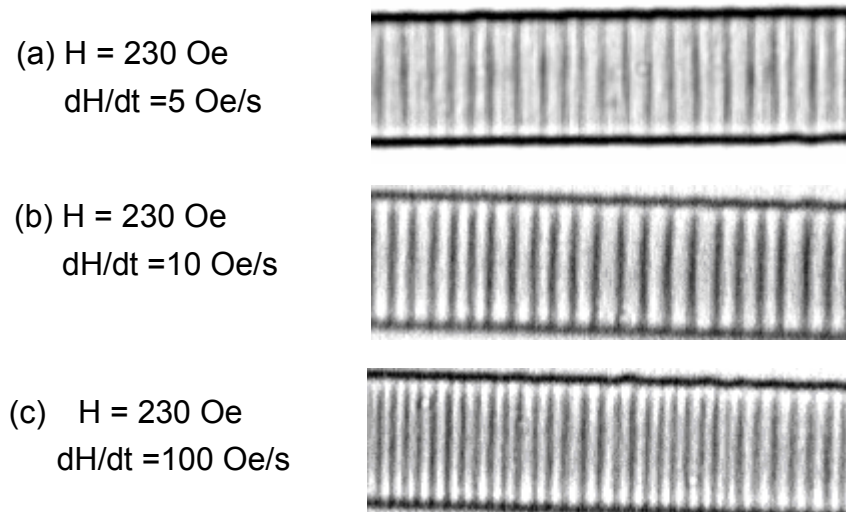 (a) H = 230 Oe
dH/dt =5 Oe/s
(b) H = 230 Oe
dH/dt =10 Oe/s
(c) H = 230 Oe
dH/dt =100 Oe/s